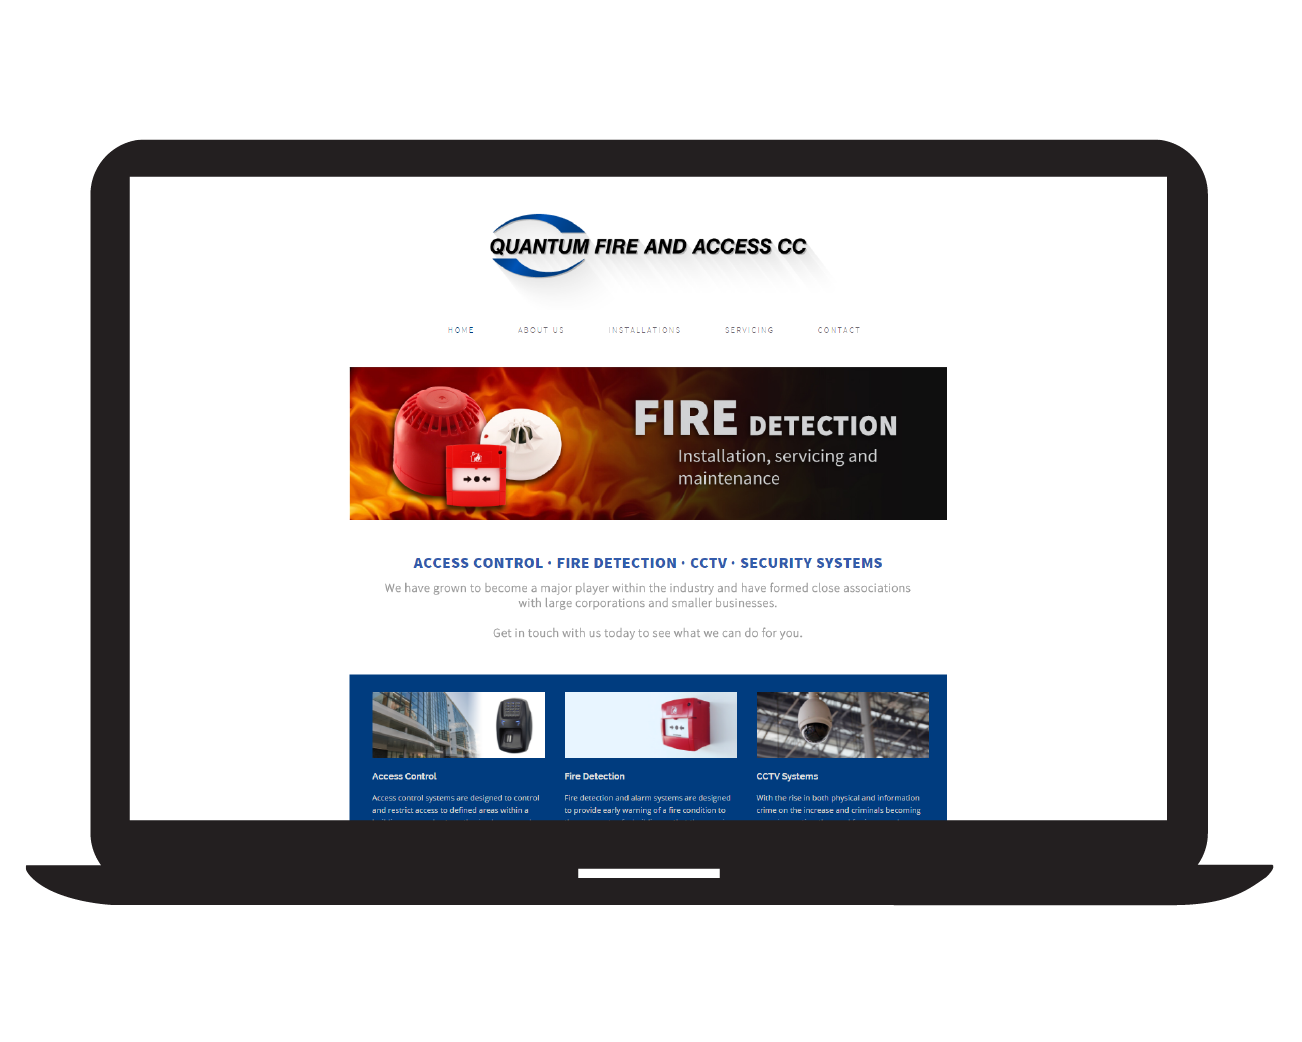 QUANTUM FIRE AND ACCESS CC
HOME ABOUT US INSTALLATIONS SERVICING CONTACT
FIRE DETECTION
Installation, servicing and
maintenance
ACCESS CONTROL · FIRE DETECTION · CCTV · SECURITY SYSTEMS
We have grown to become a major player within the industry and have formed close associations
with large corporations and smaller businesses.
Get in touch with us today to see what we can do for you.
Access Control
Access control systems are designed to control
and restrict access to defined areas within a
Fire Detection
Fire detection and alarm systems are designed
to provide early warning of a fire condition to
CCTV Systems
With the rise in both physical and information
crime on the increase and criminals becoming